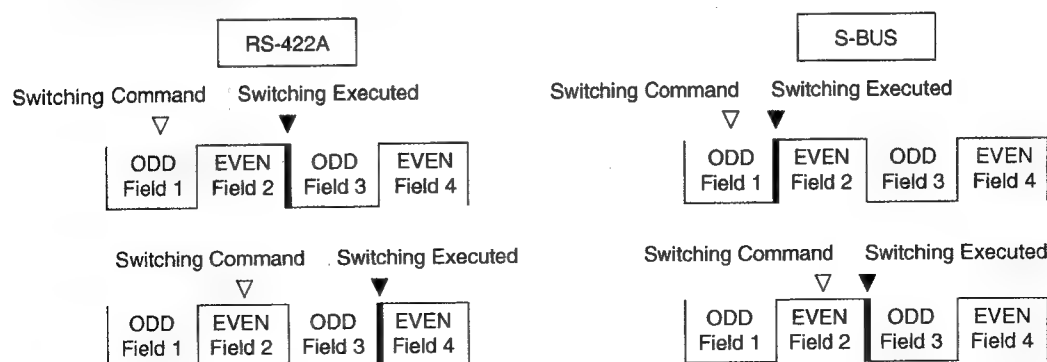 RS-422A
Switching Command Switching Executed
ODD EVEN ODD EVEN
Field 1 Field 2 Field 3 Field 4
Switching Command Switching Executed
ODD EVEN ODD EVEN
Field 1 Field 2 Field 3 Field 4
S-BUS
Switching Command Switching Executed
ODD EVEN ODD EVEN
Field 1 Field 2 Field 3 Field 4
Switching Command Switching Executed
ODD EVEN ODD EVEN
Field 1 Field 2 Field 3 Field 4